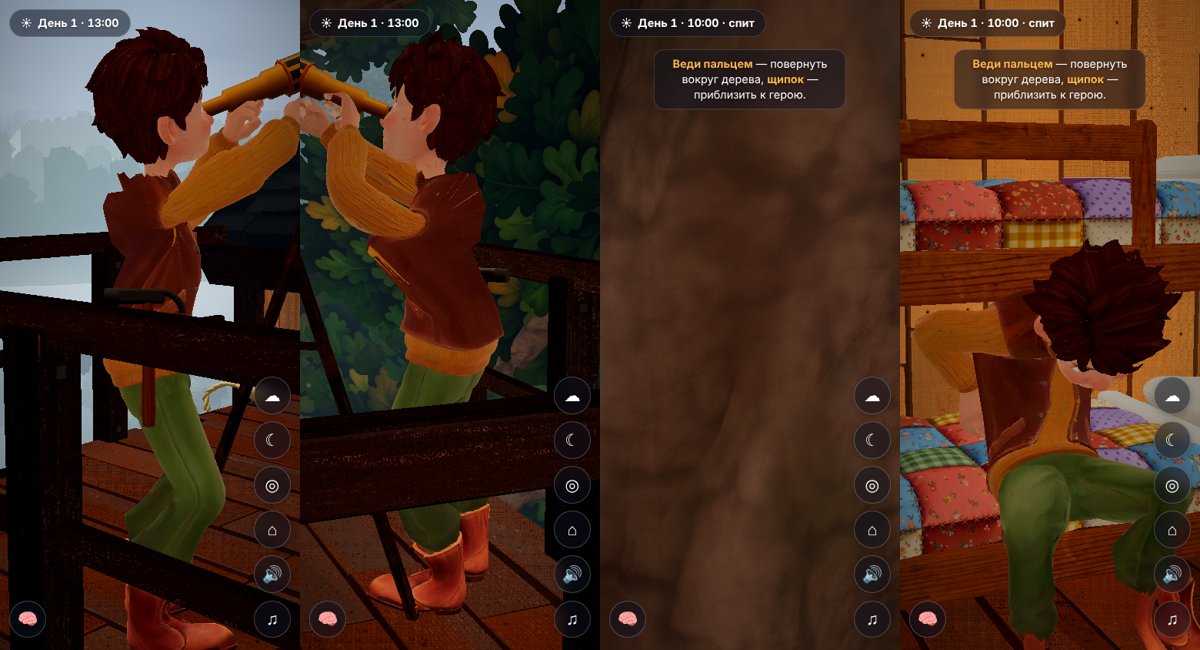 День 1 · 13:00
День 1 · 13:00
День 1 · 10:00 · спит
Веди пальцем — повернуть
вокруг дерева, щипок —
приблизить к герою.
День 1 · 10:00 · спит
Веди пальцем — повернуть
вокруг дерева, щипок —
приблизить к герою.